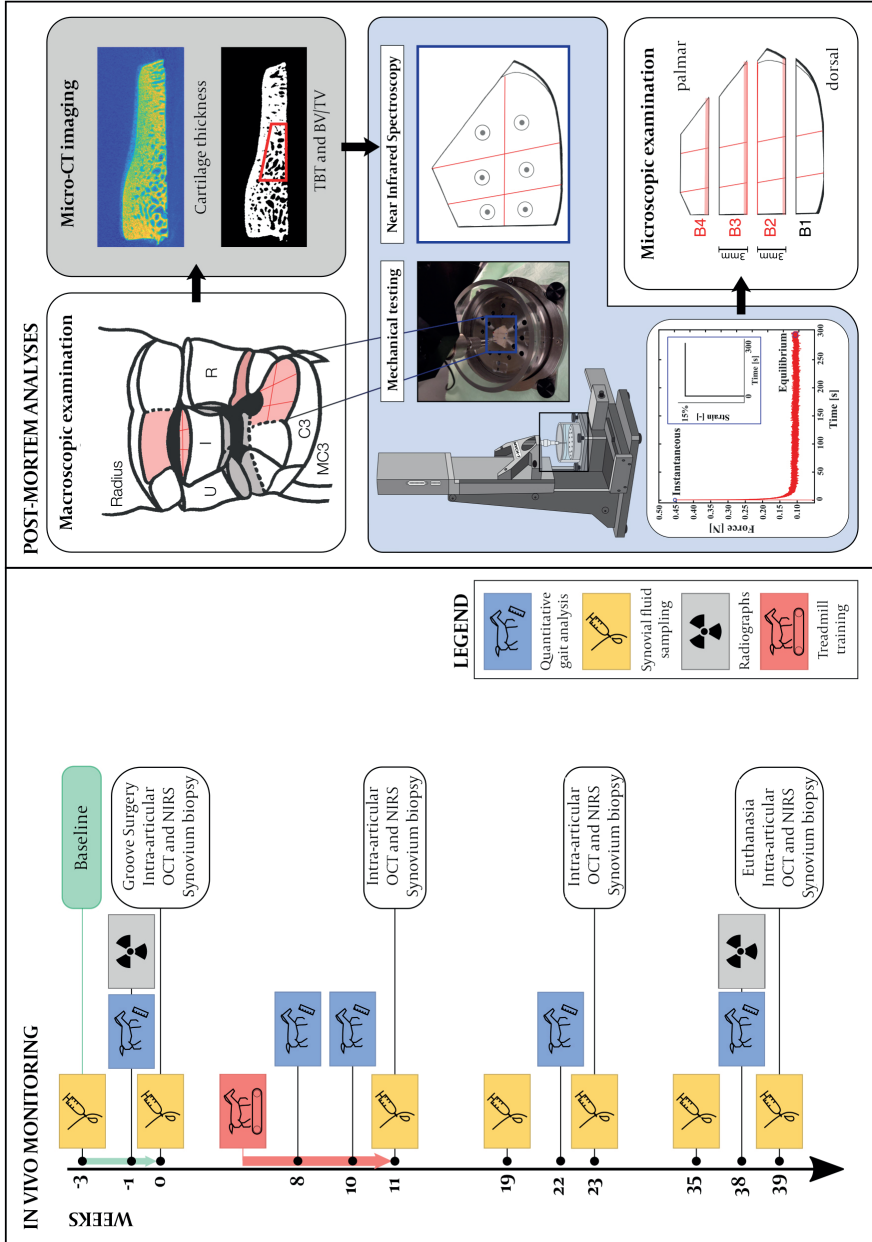 IN VIVO MONITORING
WEEKS
-3
-1
0
8
10
11
19
22
23
35
38
39
Baseline
Groove Surgery
Intra-articular
OCT and NIRS
Synovium biopsy
Intra-articular
OCT and NIRS
Synovium biopsy
Intra-articular
OCT and NIRS
Synovium biopsy
Euthanasia
Intra-articular
OCT and NIRS
Synovium biopsy
LEGEND
Quantitative
gait analysis
Synovial fluid
sampling
Radiographs
Treadmill
training
POST-MORTEM ANALYSES
Macroscopic examination
Radius
U
I
R
C3
MC3
Micro-CT imaging
Cartilage thickness
TBT and BV/TV
Mechanical testing
Near Infrared Spectroscopy
Force [N]
0.50
0.45
0.40
0.35
0.30
0.25
0.20
0.15
0.10
Instantaneous
Equilibrium
0
50
100
150
200
250
300
Time [s]
15%
Strain [-]
0
300
Time [s]
Microscopic examination
palmar
B4
B3
B2
B1
3mm
3mm
dorsal